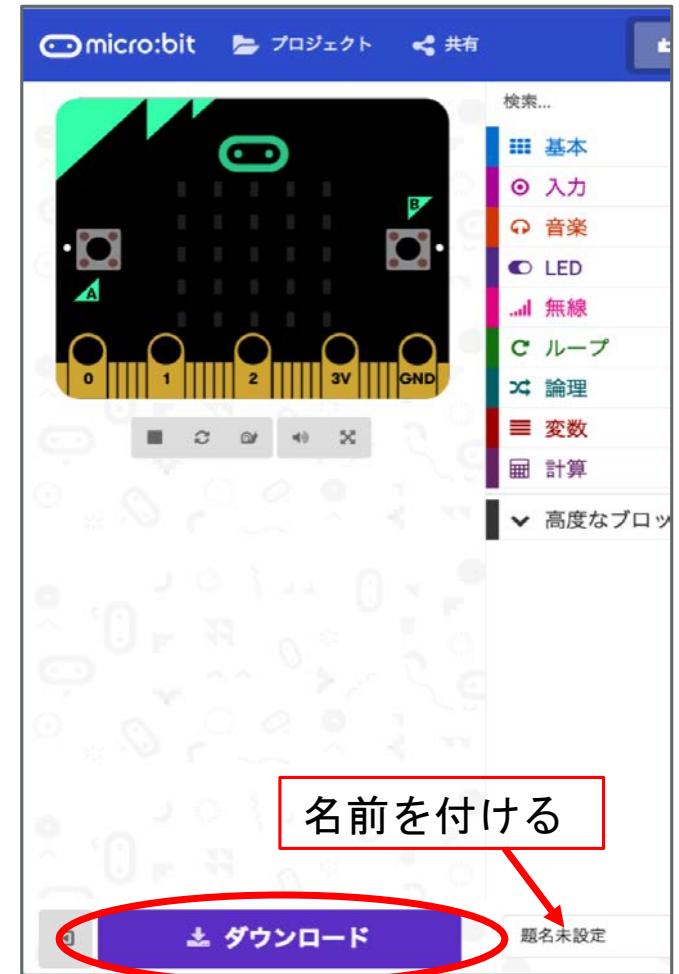 micro:bit プロジェクト 共有
検索...
基本
入力
B
音楽
LED
A
無線
ループ
0 1 2 3V GND
論理
変数
計算
高度なブロッ
名前を付ける
ダウンロード
題名未設定